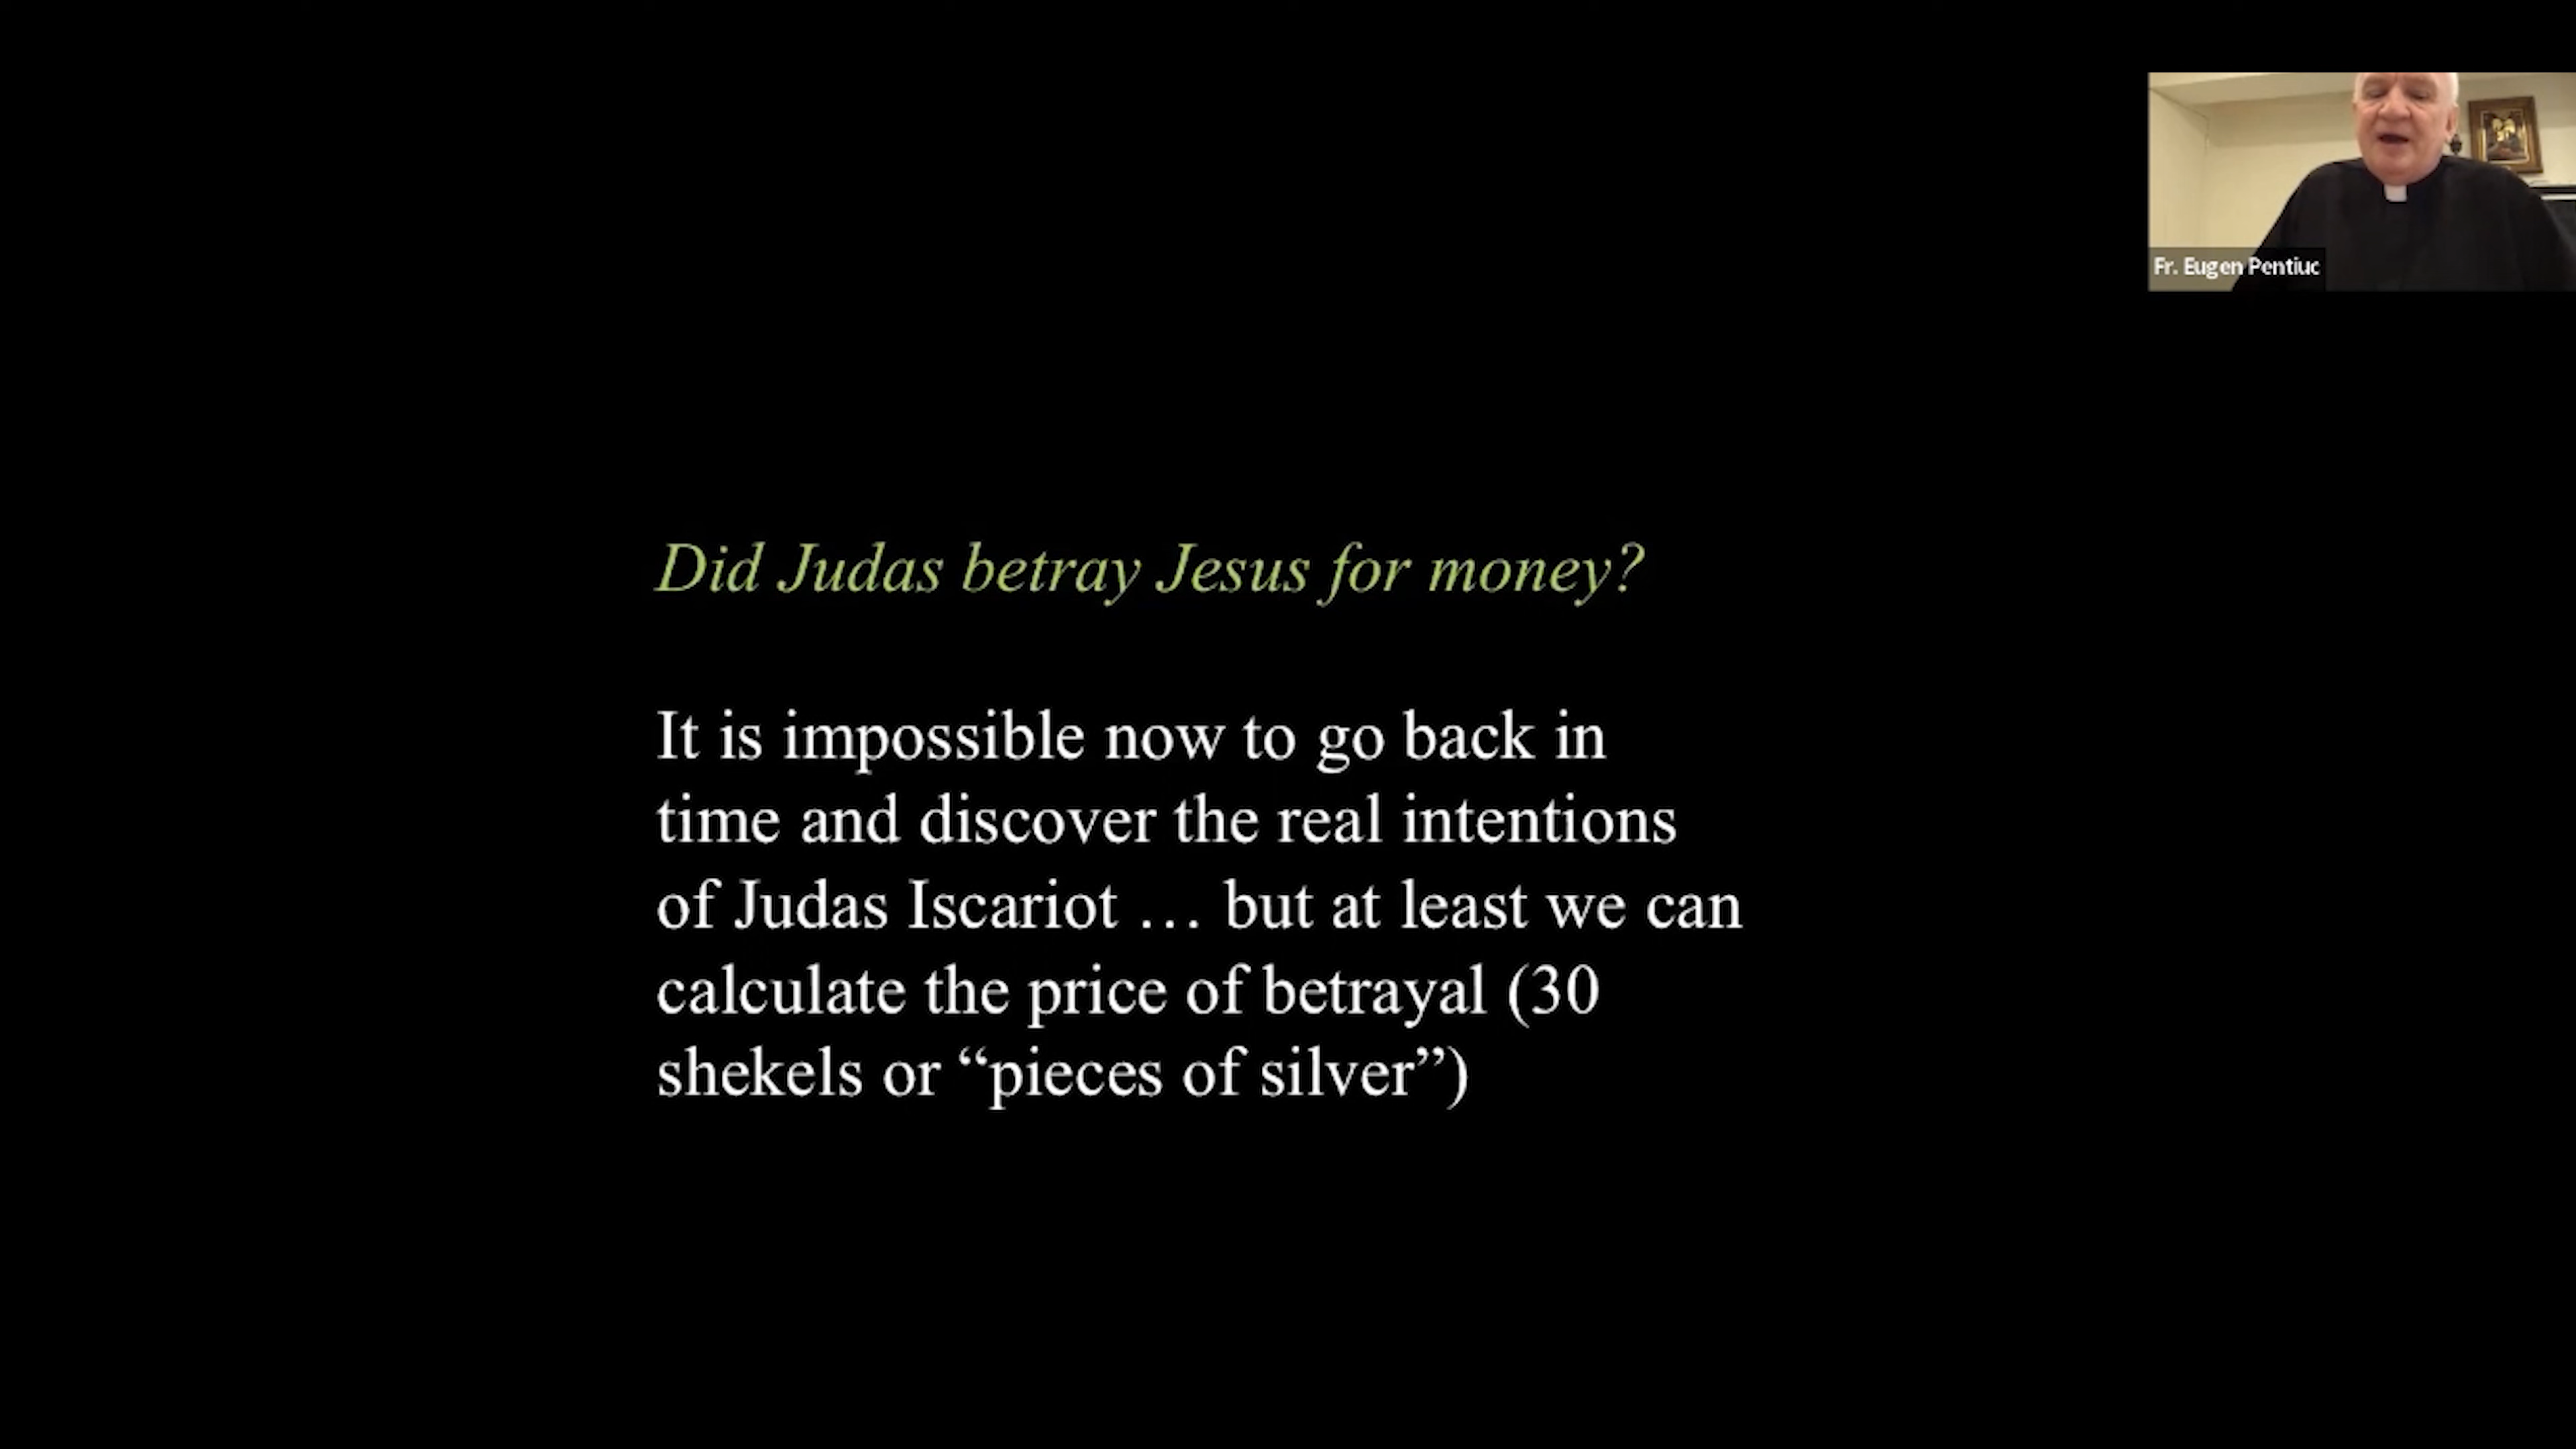 Fr. Eugen Pentiuc
Did Judas betray Jesus for money?
It is impossible now to go back in
time and discover the real intentions
of Judas Iscariot … but at least we can
calculate the price of betrayal (30
shekels or “pieces of silver”)